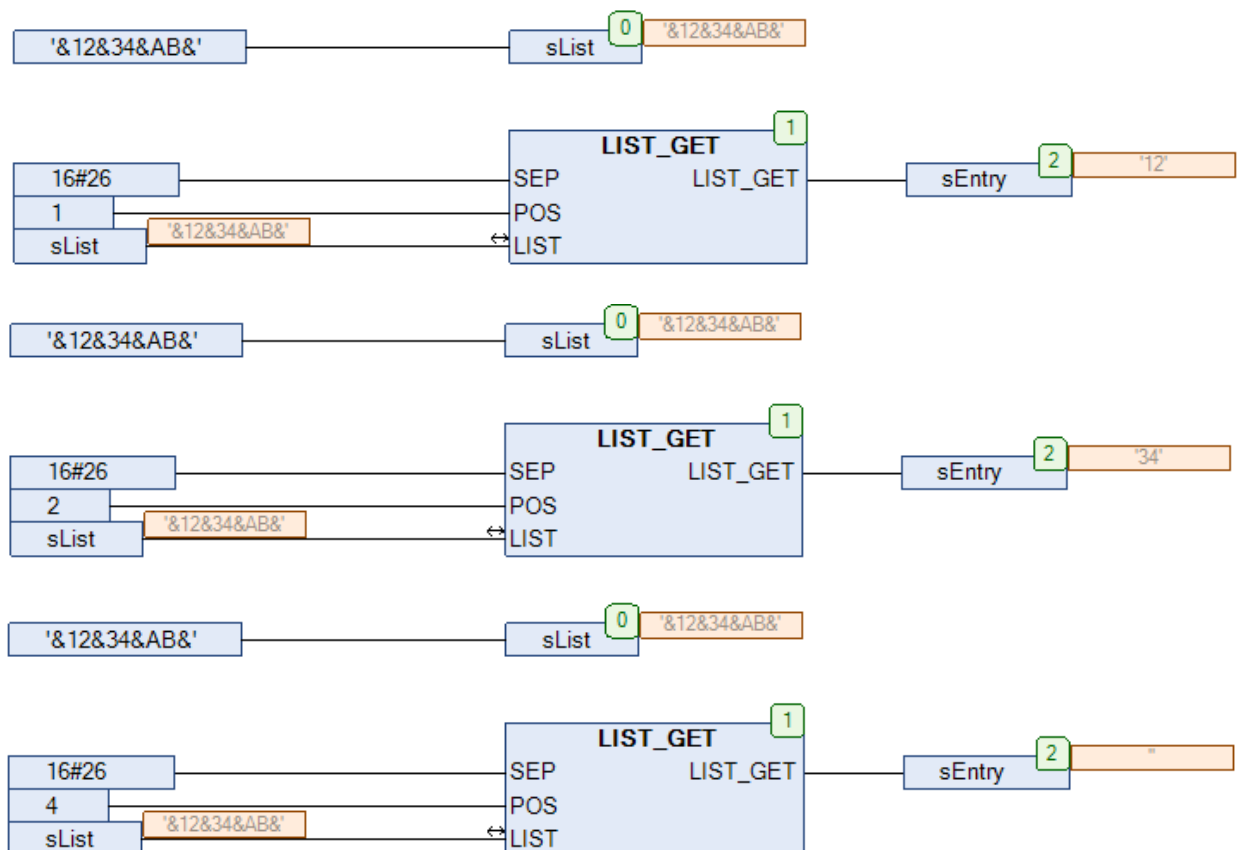 '&12&34&AB&' sList 0 '&12&34&AB&'
1
LIST_GET
16#26 SEP LIST_GET sEntry 2 '12'
1 POS
sList '&12&34&AB&' ↔ LIST
'&12&34&AB&' sList 0 '&12&34&AB&'
1
LIST_GET
16#26 SEP LIST_GET sEntry 2 '34'
2 POS
sList '&12&34&AB&' ↔ LIST
'&12&34&AB&' sList 0 '&12&34&AB&'
1
LIST_GET
16#26 SEP LIST_GET sEntry 2 ''
4 POS
sList '&12&34&AB&' ↔ LIST